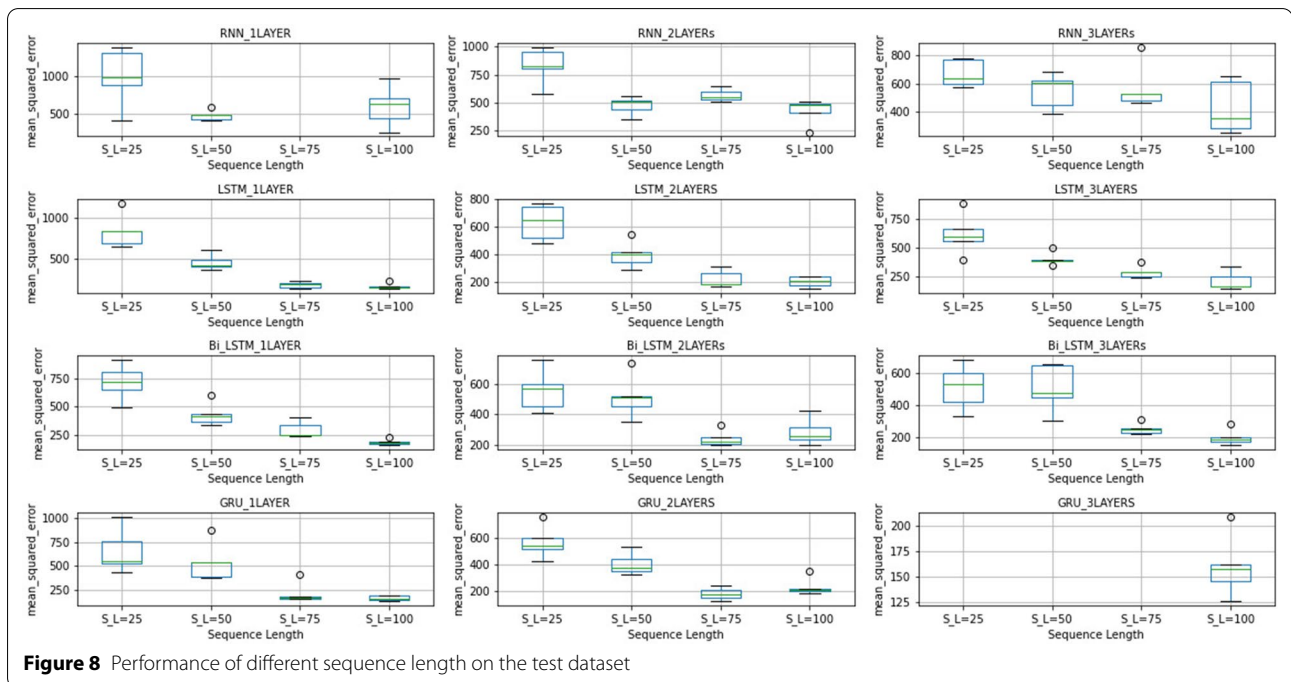 RNN_1LAYER
mean_squared_error
1000
500
S_L=25 S_L=50 S_L=75 S_L=100
Sequence Length
RNN_2LAYERs
mean_squared_error
1000
750
500
250
S_L=25 S_L=50 S_L=75 S_L=100
Sequence Length
RNN_3LAYERs
mean_squared_error
800
600
400
S_L=25 S_L=50 S_L=75 S_L=100
Sequence Length
LSTM_1LAYER
mean_squared_error
1000
500
S_L=25 S_L=50 S_L=75 S_L=100
Sequence Length
LSTM_2LAYERS
mean_squared_error
800
600
400
200
S_L=25 S_L=50 S_L=75 S_L=100
Sequence Length
LSTM_3LAYERS
mean_squared_error
750
500
250
S_L=25 S_L=50 S_L=75 S_L=100
Sequence Length
Bi_LSTM_1LAYER
mean_squared_error
750
500
250
S_L=25 S_L=50 S_L=75 S_L=100
Sequence Length
Bi_LSTM_2LAYERs
mean_squared_error
600
400
200
S_L=25 S_L=50 S_L=75 S_L=100
Sequence Length
Bi_LSTM_3LAYERs
mean_squared_error
600
400
200
S_L=25 S_L=50 S_L=75 S_L=100
Sequence Length
GRU_1LAYER
mean_squared_error
1000
750
500
250
S_L=25 S_L=50 S_L=75 S_L=100
Sequence Length
GRU_2LAYERS
mean_squared_error
600
400
200
S_L=25 S_L=50 S_L=75 S_L=100
Sequence Length
GRU_3LAYERS
mean_squared_error
200
175
150
125
S_L=25 S_L=50 S_L=75 S_L=100
Sequence Length
Figure 8 Performance of different sequence length on the test dataset